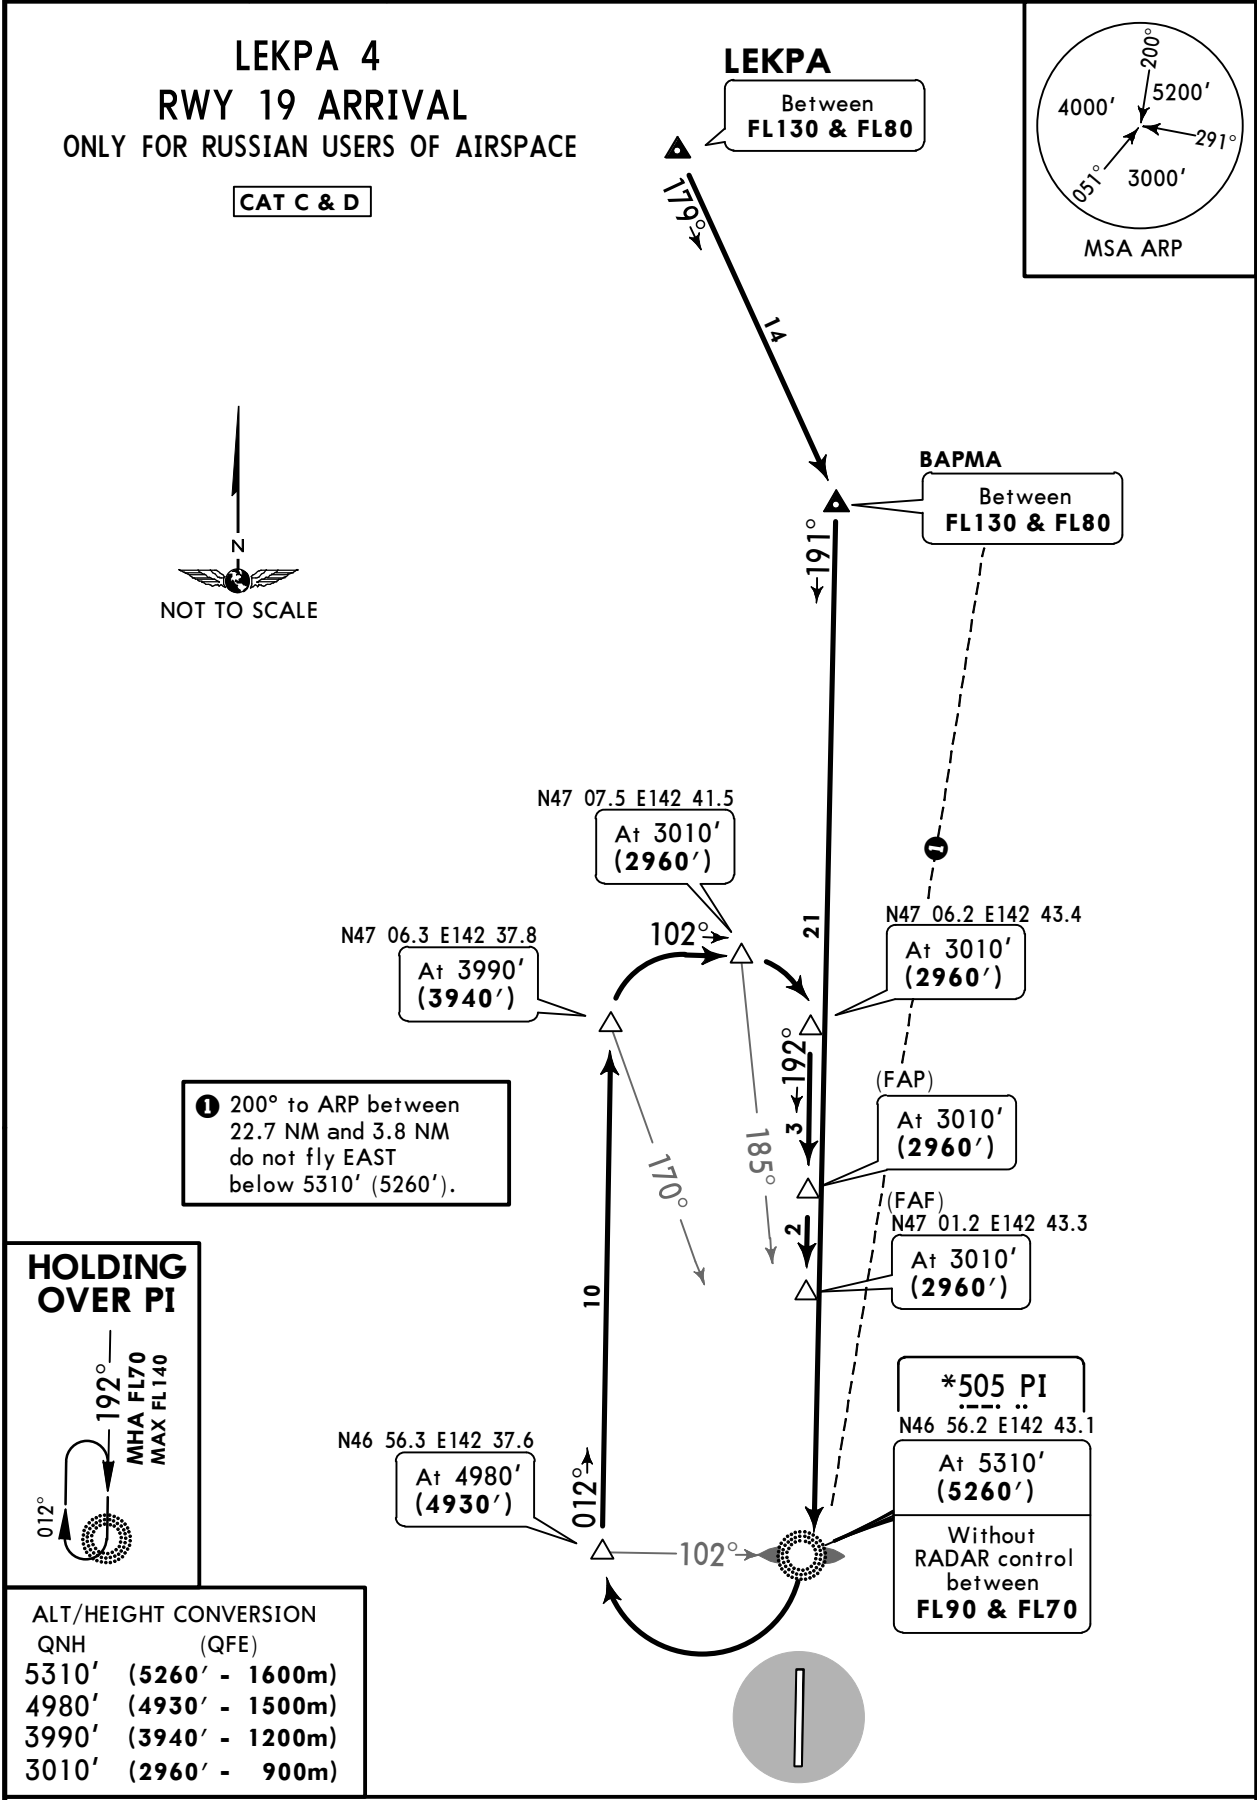 LEKPA 4
RWY 19 ARRIVAL
ONLY FOR RUSSIAN USERS OF AIRSPACE
CAT C & D
LEKPA
Between
FL130 & FL80
200°
4000'
5200'
291°
051°
3000'
MSA ARP
179°
14
BAPMA
Between
FL130 & FL80
191°
N
NOT TO SCALE
N47 07.5 E142 41.5
At 3010'
(2960')
1
21
N47 06.2 E142 43.4
At 3010'
(2960')
102°
N47 06.3 E142 37.8
At 3990'
(3940')
192°
3
(FAP)
At 3010'
(2960')
1 200° to ARP between
22.7 NM and 3.8 NM
do not fly EAST
below 5310' (5260').
170°
185°
2
(FAF)
N47 01.2 E142 43.3
At 3010'
(2960')
10
HOLDING
OVER PI
192°
MHA FL70
MAX FL140
012°
*505 PI
N46 56.2 E142 43.1
At 5310'
(5260')
Without
RADAR control
between
FL90 & FL70
N46 56.3 E142 37.6
At 4980'
(4930')
012°
102°
ALT/HEIGHT CONVERSION
QNH (QFE)
5310' (5260' - 1600m)
4980' (4930' - 1500m)
3990' (3940' - 1200m)
3010' (2960' - 900m)